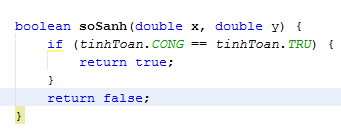 boolean soSanh(double x, double y) {
if (tinhToan.CONG == tinhToan.TRU) {
return true;
}
return false;
}